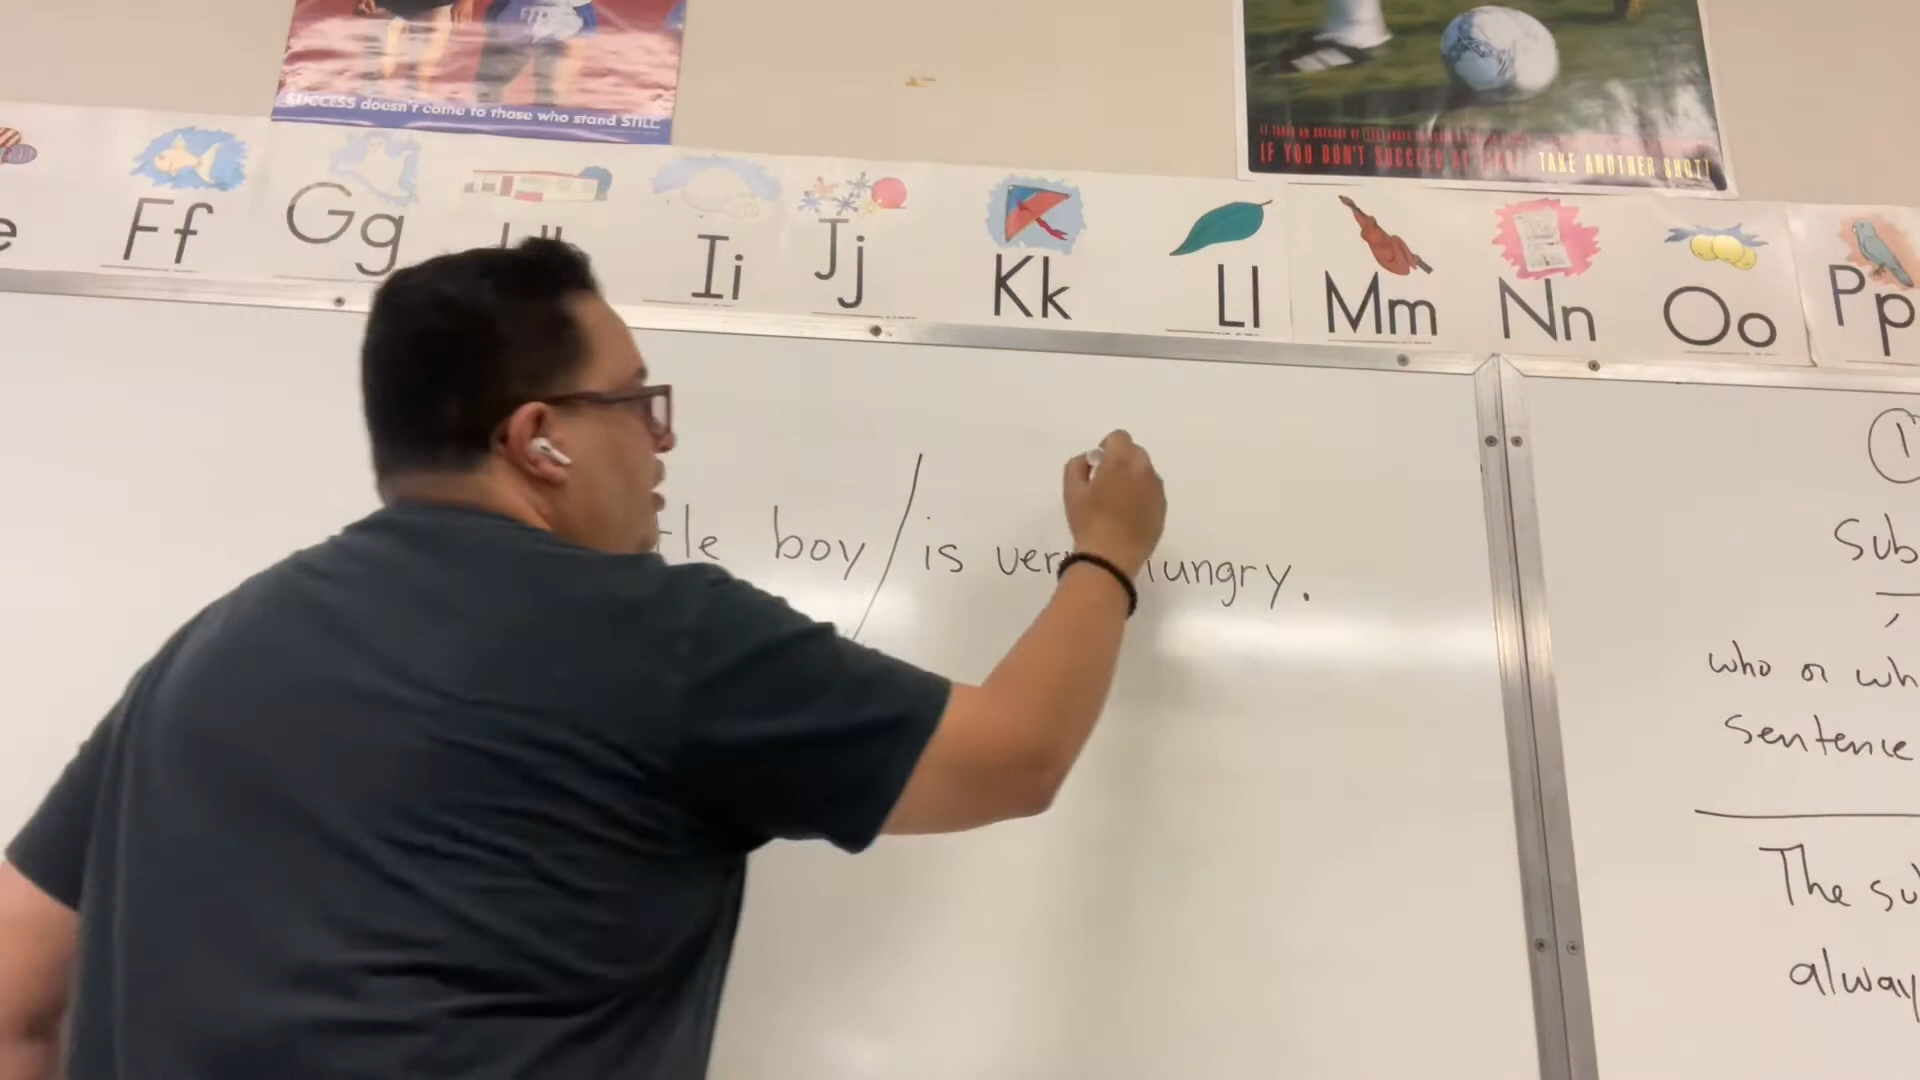 SUCCESS doesn't come to those who stand STILL
IF YOU DON'T SUCCEED AT FIRST, TAKE ANOTHER SHOT!
e Ff Gg Ii Jj Kk Ll Mm Nn Oo Pp
tle boy / is very hungry.
1
Sub
who or wh
sentence
The su
alway